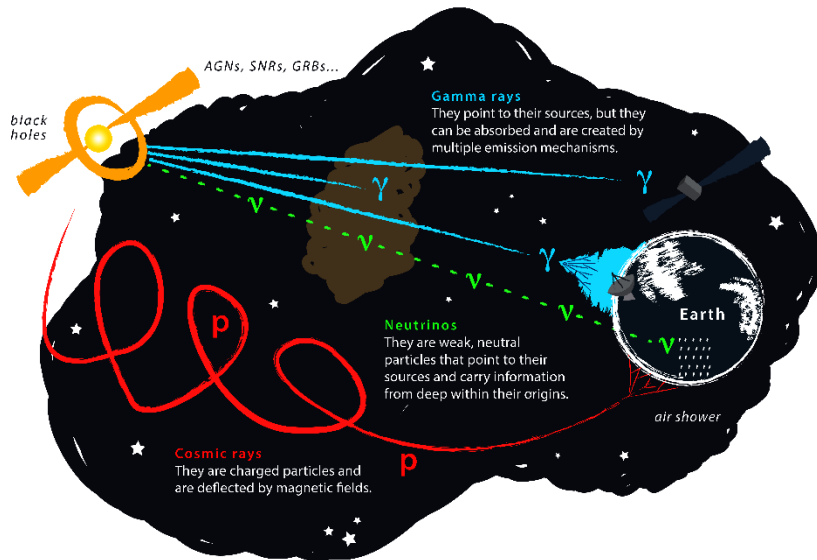 AGNs, SNRs, GRBs...
black
holes
Gamma rays
They point to their sources, but they
can be absorbed and are created by
multiple emission mechanisms.
γ
γ
γ
ν
ν
ν
ν
ν
Earth
p
Neutrinos
They are weak, neutral
particles that point to their
sources and carry information
from deep within their origins.
air shower
Cosmic rays
They are charged particles and
are deflected by magnetic fields.
p